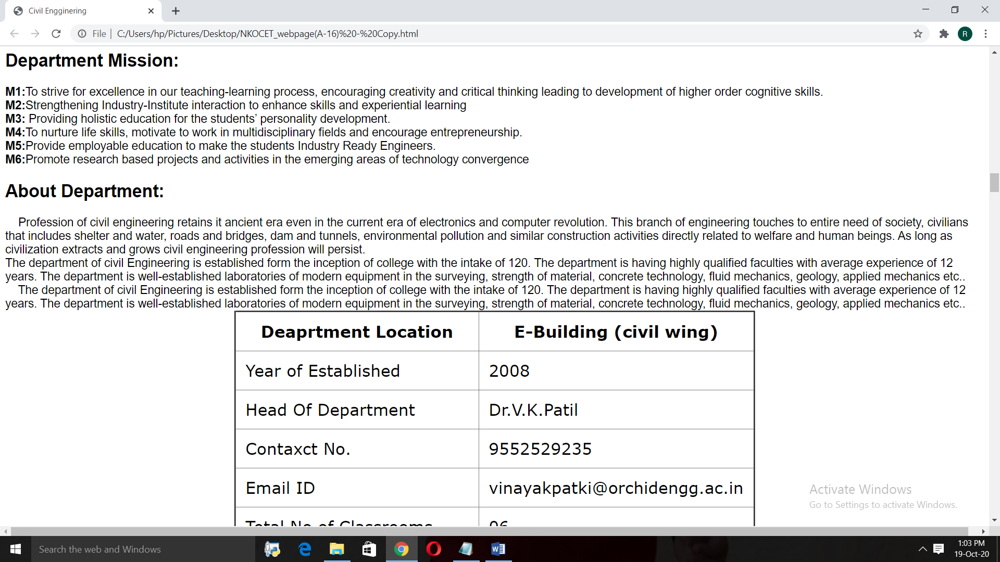 Civil Engginering
File
C:/Users/hp/Pictures/Desktop/NKOCET_webpage(A-16)%20-%20Copy.html
R
Department Mission:
M1:To strive for excellence in our teaching-learning process, encouraging creativity and critical thinking leading to development of higher order cognitive skills.
M2:Strengthening Industry-Institute interaction to enhance skills and experiential learning
M3: Providing holistic education for the students’ personality development.
M4:To nurture life skills, motivate to work in multidisciplinary fields and encourage entrepreneurship.
M5:Provide employable education to make the students Industry Ready Engineers.
M6:Promote research based projects and activities in the emerging areas of technology convergence
About Department:
Profession of civil engineering retains it ancient era even in the current era of electronics and computer revolution. This branch of engineering touches to entire need of society, civilians
that includes shelter and water, roads and bridges, dam and tunnels, environmental pollution and similar construction activities directly related to welfare and human beings. As long as
civilization extracts and grows civil engineering profession will persist.
The department of civil Engineering is established form the inception of college with the intake of 120. The department is having highly qualified faculties with average experience of 12
years. The department is well-established laboratories of modern equipment in the surveying, strength of material, concrete technology, fluid mechanics, geology, applied mechanics etc..
The department of civil Engineering is established form the inception of college with the intake of 120. The department is having highly qualified faculties with average experience of 12
years. The department is well-established laboratories of modern equipment in the surveying, strength of material, concrete technology, fluid mechanics, geology, applied mechanics etc..
Deaprtment Location E-Building (civil wing)
Year of Established 2008
Head Of Department Dr.V.K.Patil
Contaxct No. 9552529235
Email ID vinayakpatki@orchidengg.ac.in
Total No of Classrooms 06
Activate Windows
Go to Settings to activate Windows.
Search the web and Windows
1:03 PM
19-Oct-20